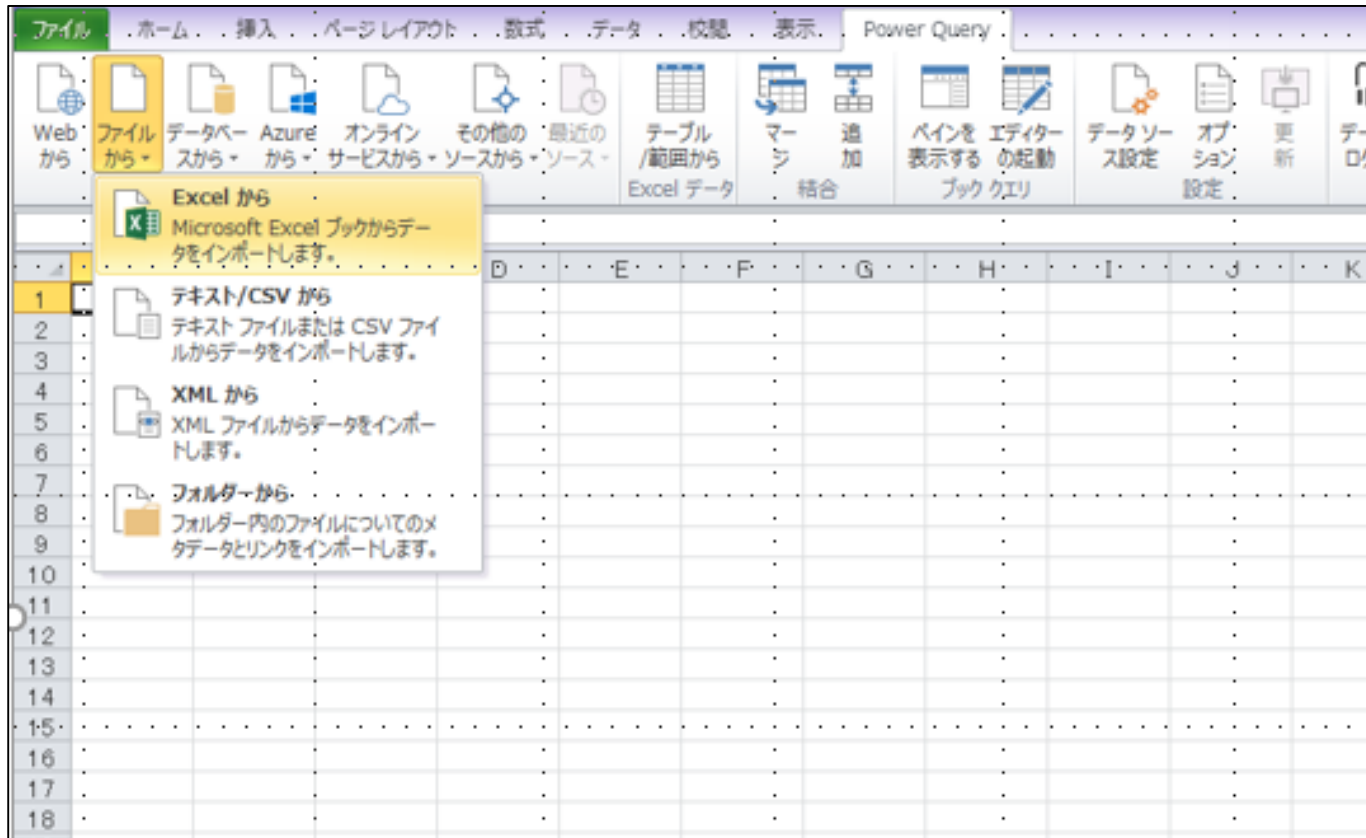 ファイル ホーム 挿入 ページ レイアウト 数式 データ 校閲 表示 Power Query
Web から
ファイル から
データベー スから
Azure から
オンライン サービスから
その他の ソースから
最近の ソース
テーブル /範囲から
マー ジ
追 加
ペインを 表示する
エディター の起動
データ ソー ス設定
オプ ション
更 新
Excel データ
結合
ブック クエリ
設定
Excel から
Microsoft Excel ブックからデー
タをインポートします。
テキスト/CSV から
テキスト ファイルまたは CSV ファイ
ルからデータをインポートします。
XML から
XML ファイルからデータをインポー
トします。
フォルダーから
フォルダー内のファイルについてのメ
タデータとリンクをインポートします。
D E F G H I J K
1
2
3
4
5
6
7
8
9
10
11
12
13
14
15
16
17
18